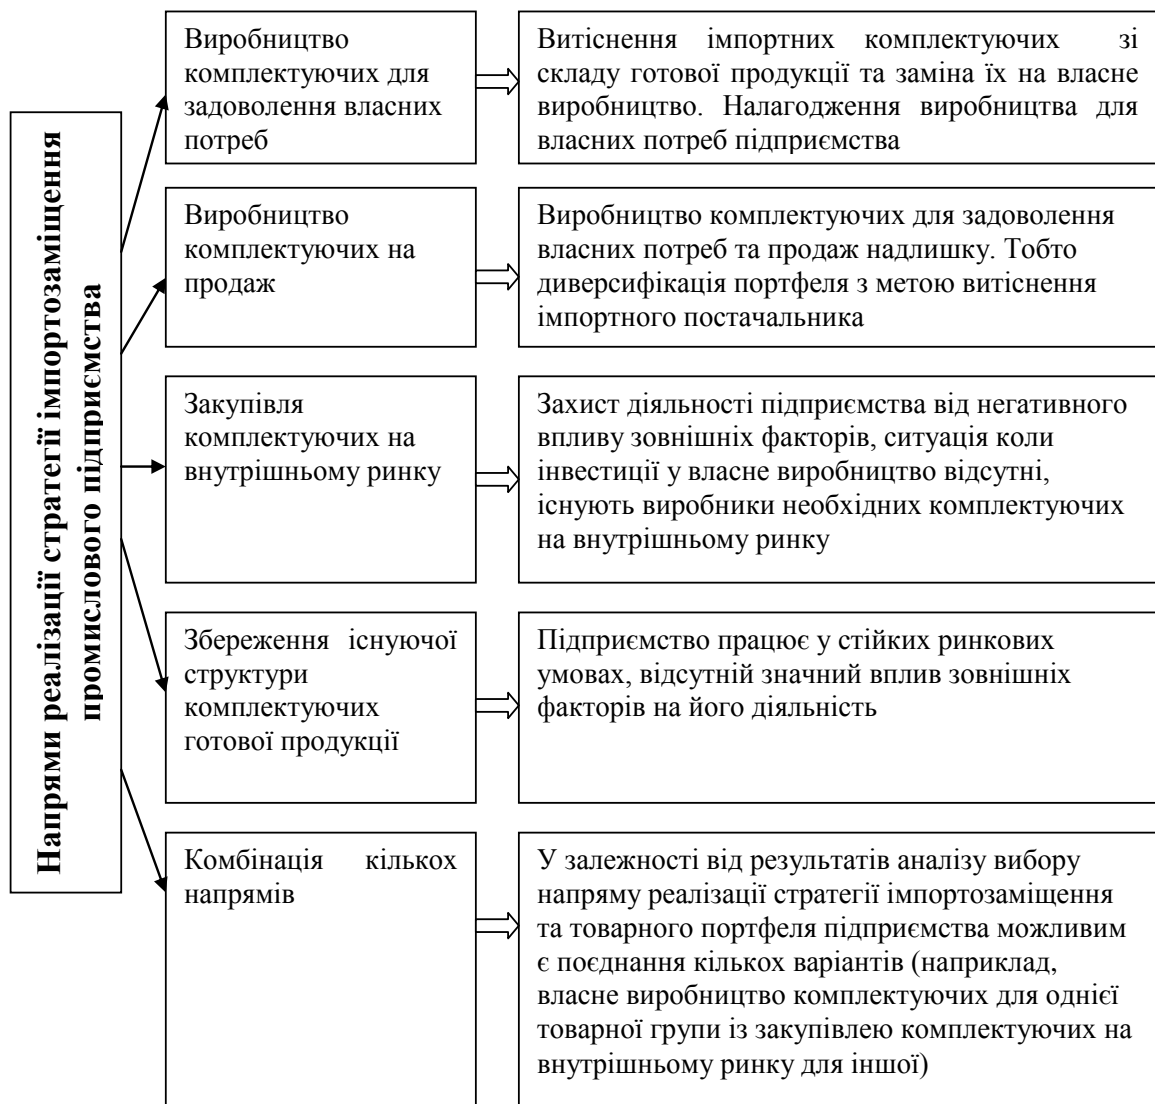 Напрями реалізації стратегії імпортозаміщення
промислового підприємства
Виробництво
комплектуючих для
задоволення власних
потреб
Витіснення імпортних комплектуючих зі
складу готової продукції та заміна їх на власне
виробництво. Налагодження виробництва для
власних потреб підприємства
Виробництво
комплектуючих на
продаж
Виробництво комплектуючих для задоволення
власних потреб та продаж надлишку. Тобто
диверсифікація портфеля з метою витіснення
імпортного постачальника
Закупівля
комплектуючих на
внутрішньому ринку
Захист діяльності підприємства від негативного
впливу зовнішніх факторів, ситуація коли
інвестиції у власне виробництво відсутні,
існують виробники необхідних комплектуючих
на внутрішньому ринку
Збереження існуючої
структури
комплектуючих
готової продукції
Підприємство працює у стійких ринкових
умовах, відсутній значний вплив зовнішніх
факторів на його діяльність
Комбінація кількох
напрямів
У залежності від результатів аналізу вибору
напряму реалізації стратегії імпортозаміщення
та товарного портфеля підприємства можливим
є поєднання кількох варіантів (наприклад,
власне виробництво комплектуючих для однієї
товарної групи із закупівлею комплектуючих на
внутрішньому ринку для іншої)